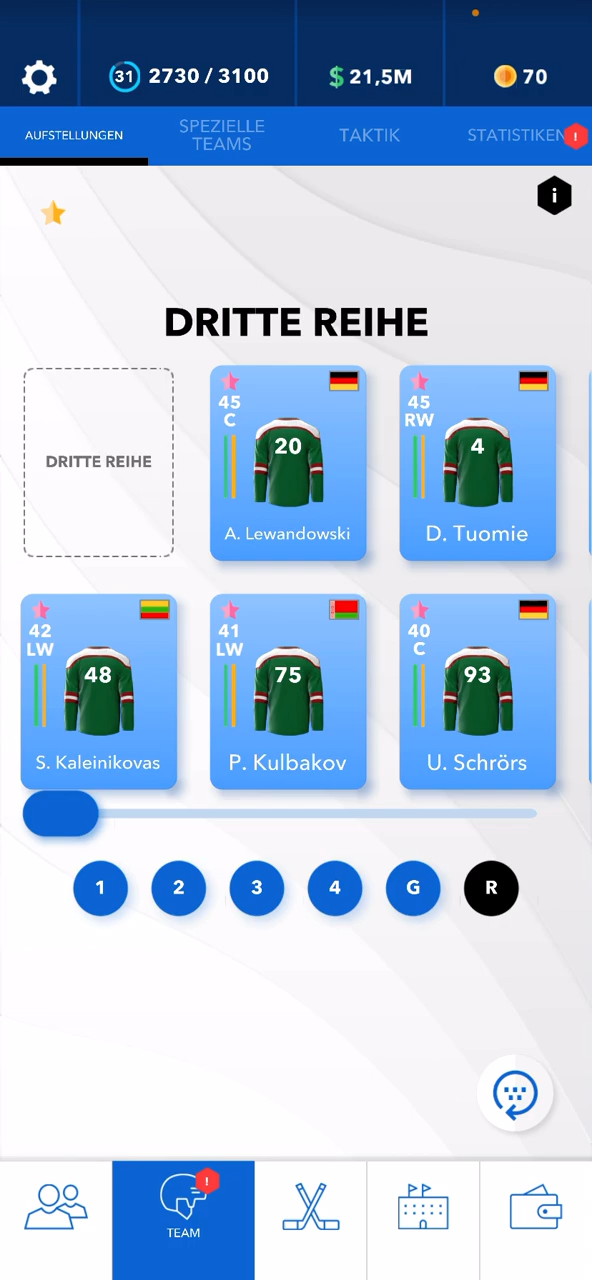 31 2730 / 3100 $ 21,5M 70
AUFSTELLUNGEN SPEZIELLE TEAMS TAKTIK STATISTIKEN !
i
DRITTE REIHE
DRITTE REIHE
45
C
20
A. Lewandowski
45
RW
4
D. Tuomie
42
LW
48
S. Kaleinikovas
41
LW
75
P. Kulbakov
40
C
93
U. Schrörs
1 2 3 4 G R
!
TEAM